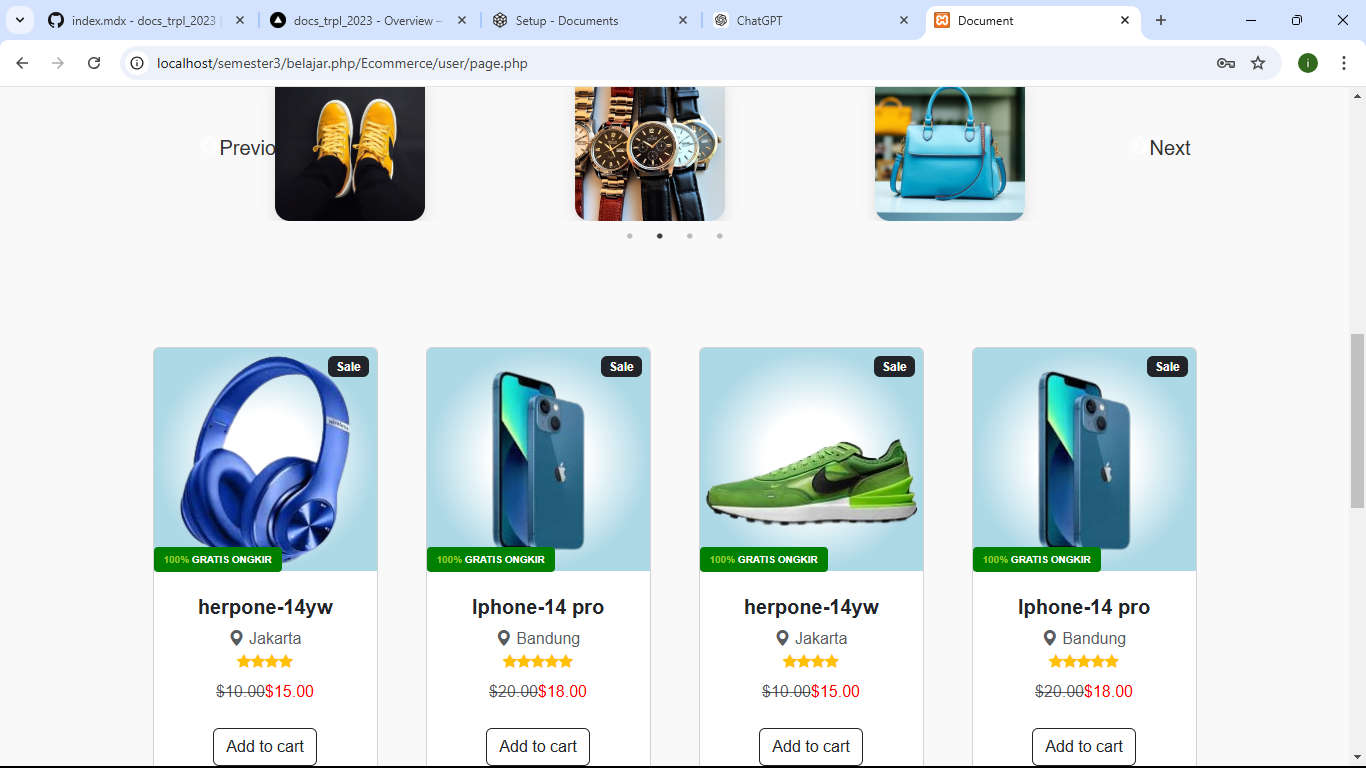 index.mdx - docs_trpl_2023
docs_trpl_2023 - Overview -
Setup - Documents
ChatGPT
Document
localhost/semester3/belajar.php/Ecommerce/user/page.php
i
Previo
Next
Sale
Sale
Sale
Sale
wireless
100% GRATIS ONGKIR
100% GRATIS ONGKIR
100% GRATIS ONGKIR
100% GRATIS ONGKIR
herpone-14yw
Iphone-14 pro
herpone-14yw
Iphone-14 pro
Jakarta
Bandung
Jakarta
Bandung
$10.00$15.00
$20.00$18.00
$10.00$15.00
$20.00$18.00
Add to cart
Add to cart
Add to cart
Add to cart